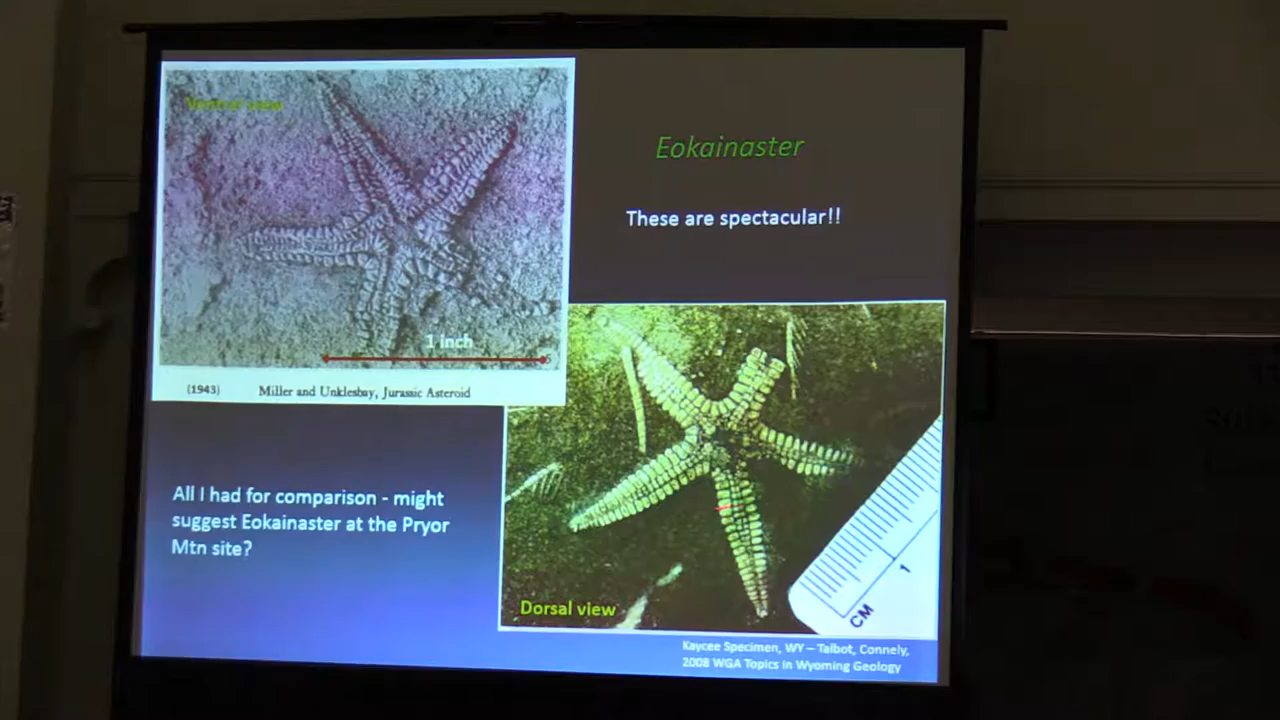 Ventral view
1 inch
(1943) Miller and Unklesbay, Jurassic Asteroid
Eokainaster
These are spectacular!!
All I had for comparison - might
suggest Eokainaster at the Pryor
Mtn site?
1
CM
Dorsal view
Kaycee Specimen, WY – Talbot, Connely,
2008 WGA Topics in Wyoming Geology